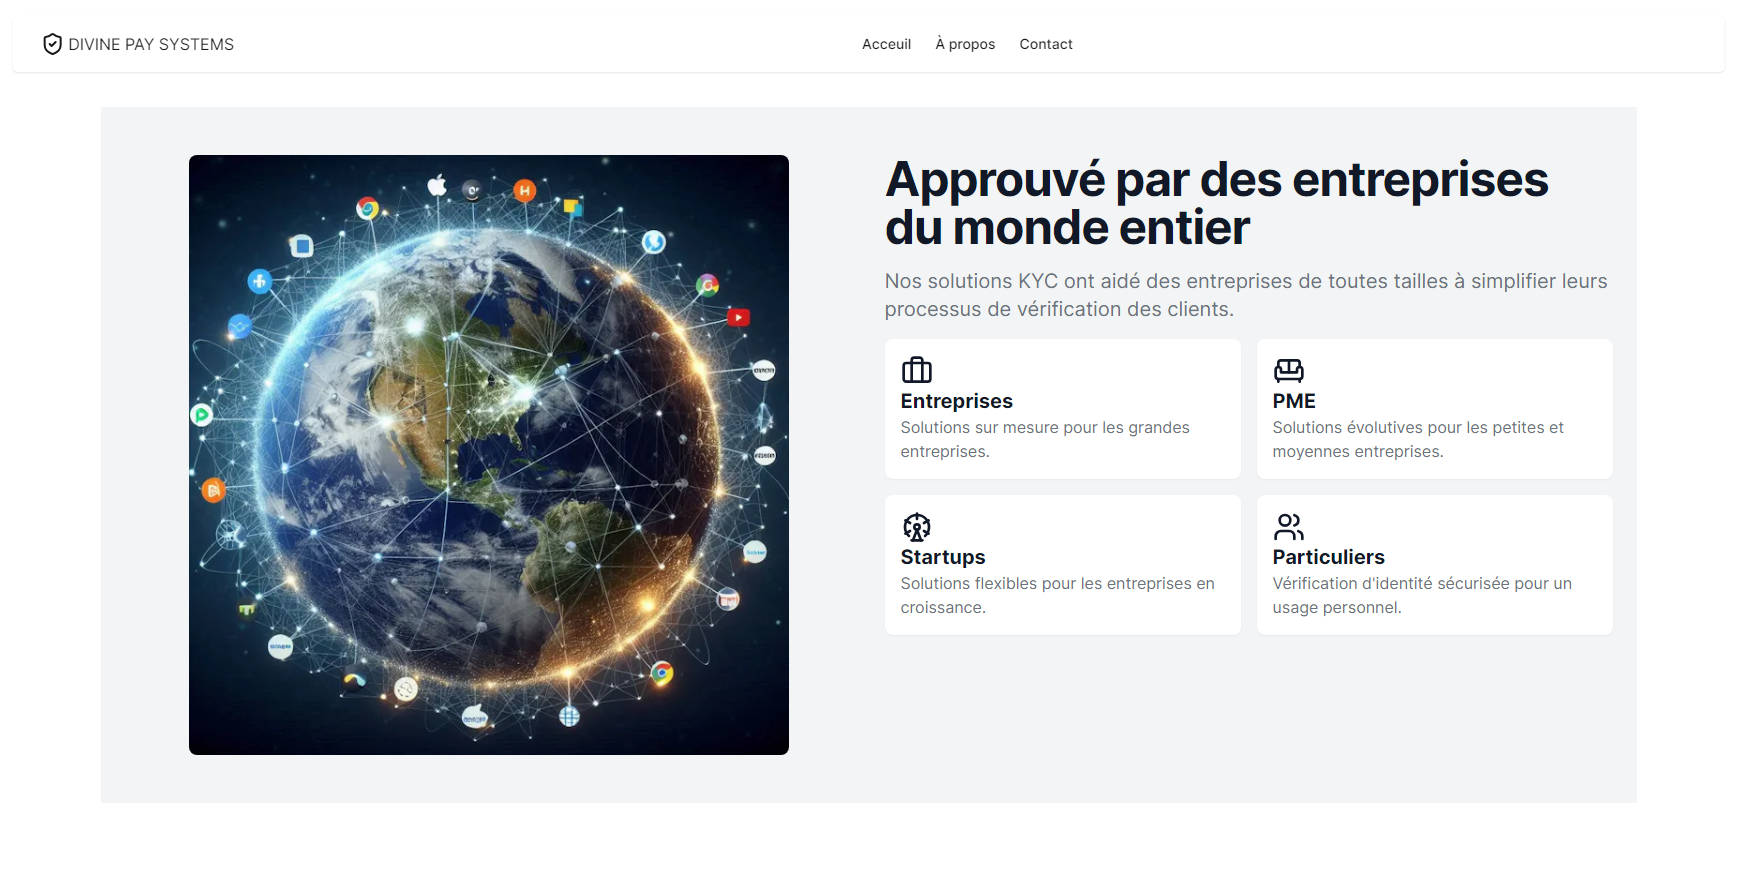 DIVINE PAY SYSTEMS
Acceuil À propos Contact
Approuvé par des entreprises
du monde entier
Nos solutions KYC ont aidé des entreprises de toutes tailles à simplifier leurs
processus de vérification des clients.
Entreprises
Solutions sur mesure pour les grandes
entreprises.
PME
Solutions évolutives pour les petites et
moyennes entreprises.
Startups
Solutions flexibles pour les entreprises en
croissance.
Particuliers
Vérification d'identité sécurisée pour un
usage personnel.